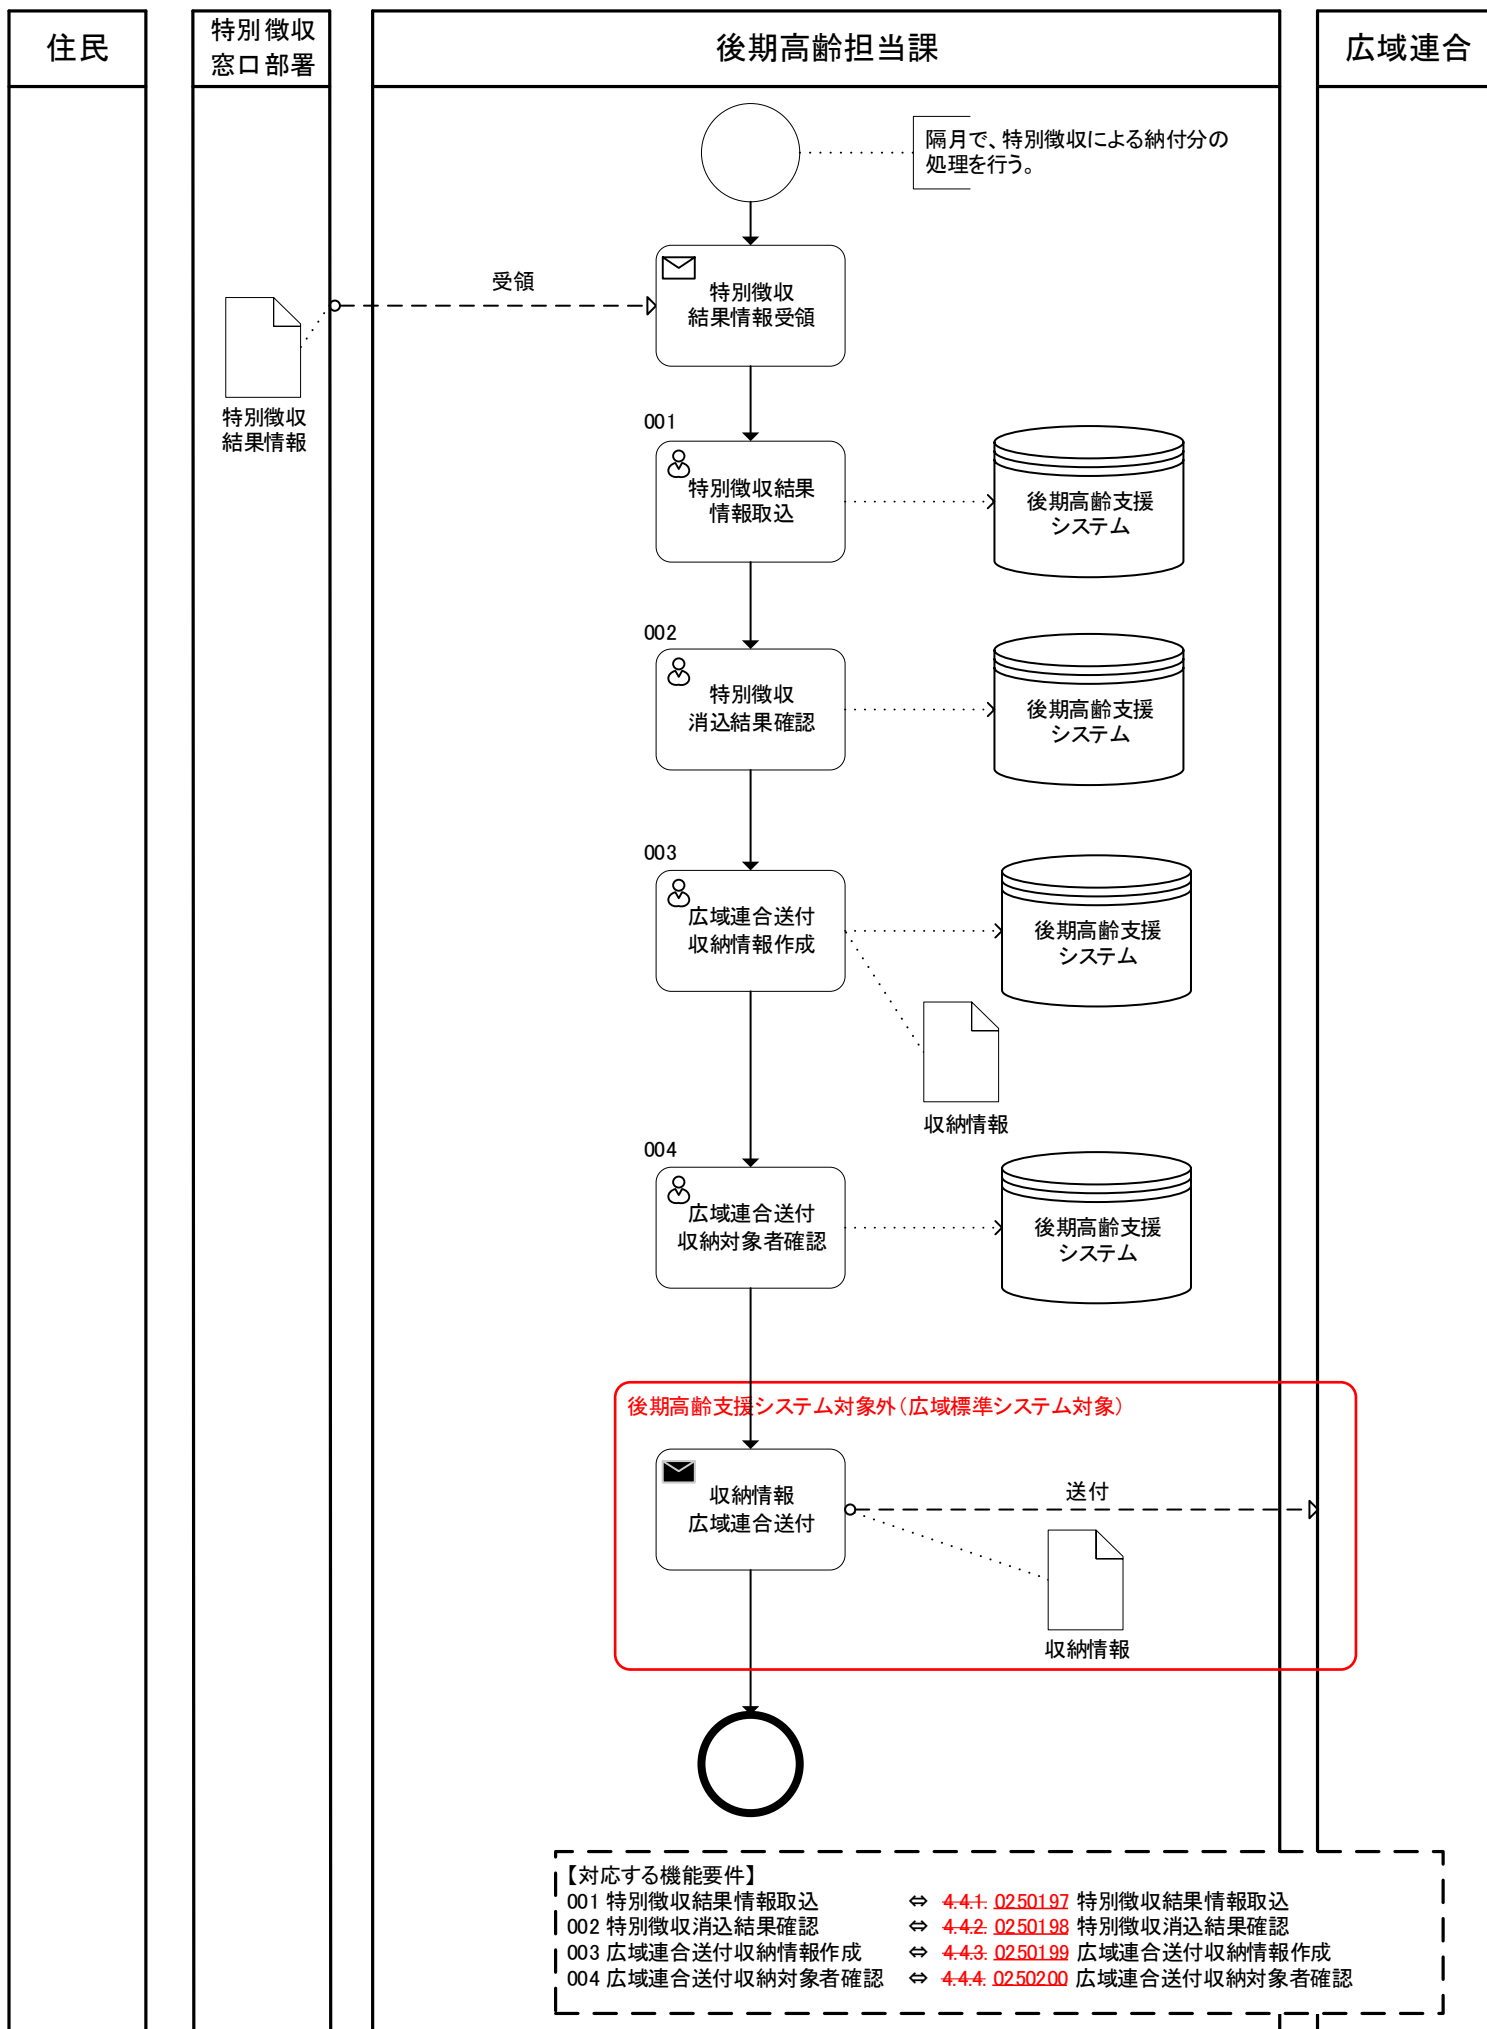 住民
特別徴収
窓口部署
後期高齢担当課
広域連合
隔月で、特別徴収による納付分の
処理を行う。
受領
特別徴収
結果情報受領
特別徴収
結果情報
001
特別徴収結果
情報取込
後期高齢支援
システム
002
特別徴収
消込結果確認
後期高齢支援
システム
003
広域連合送付
収納情報作成
後期高齢支援
システム
収納情報
004
広域連合送付
収納対象者確認
後期高齢支援
システム
後期高齢支援システム対象外（広域標準システム対象）
収納情報
広域連合送付
送付
収納情報
【対応する機能要件】
001 特別徴収結果情報取込 ⇔ 4.4.1. 0250197 特別徴収結果情報取込
002 特別徴収消込結果確認 ⇔ 4.4.2. 0250198 特別徴収消込結果確認
003 広域連合送付収納情報作成 ⇔ 4.4.3. 0250199 広域連合送付収納情報作成
004 広域連合送付収納対象者確認 ⇔ 4.4.4. 0250200 広域連合送付収納対象者確認